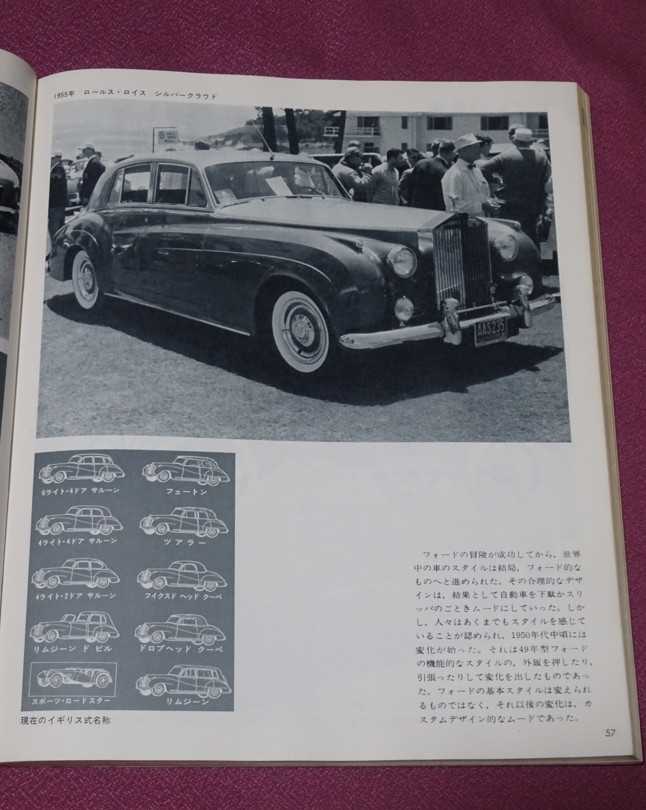 1955年 ロールス・ロイス シルバークラウド
AAS235
6ライト・4ドア サルーン
フェートン
4ライト・4ドア サルーン
ツアラー
4ライト・2ドア サルーン
フイクスド ヘッド クーペ
リムジーン ド ビル
ドロプヘッド クーペ
スポーツ・ロードスター
リムジーン
現在のイギリス式名称
フォードの冒険が成功してから，世界
中の車のスタイルは結局，フォード的な
ものへと進められた。その合理的なデザ
インは，結果として自動車を下駄かスリ
ッパのごときムードにしていった。しか
し，人々はあくまでもスタイルを感じて
いることが認められ，1950年代中頃には
変化が始った。それは49年型フォード
の機能的なスタイルの，外鈑を押したり，
引張ったりして変化を出したものであっ
た。フォードの基本スタイルは変えられ
るものではなく，それ以後の変化は，カ
スタムデザイン的なムードであった。
57